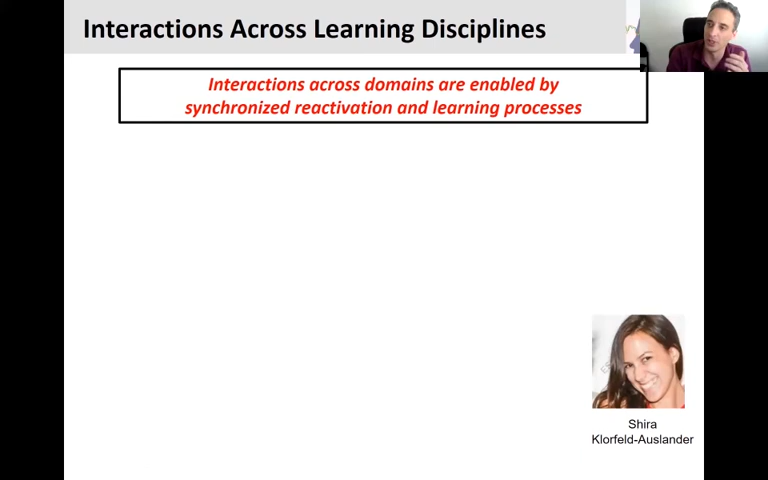 Interactions Across Learning Disciplines
Interactions across domains are enabled by
synchronized reactivation and learning processes
Shira
Klorfeld-Auslander